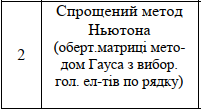 2
Спрощений метод
Ньютона
(оберт.матриці мето-
дом Гауса з вибор.
гол. ел-тів по рядку)